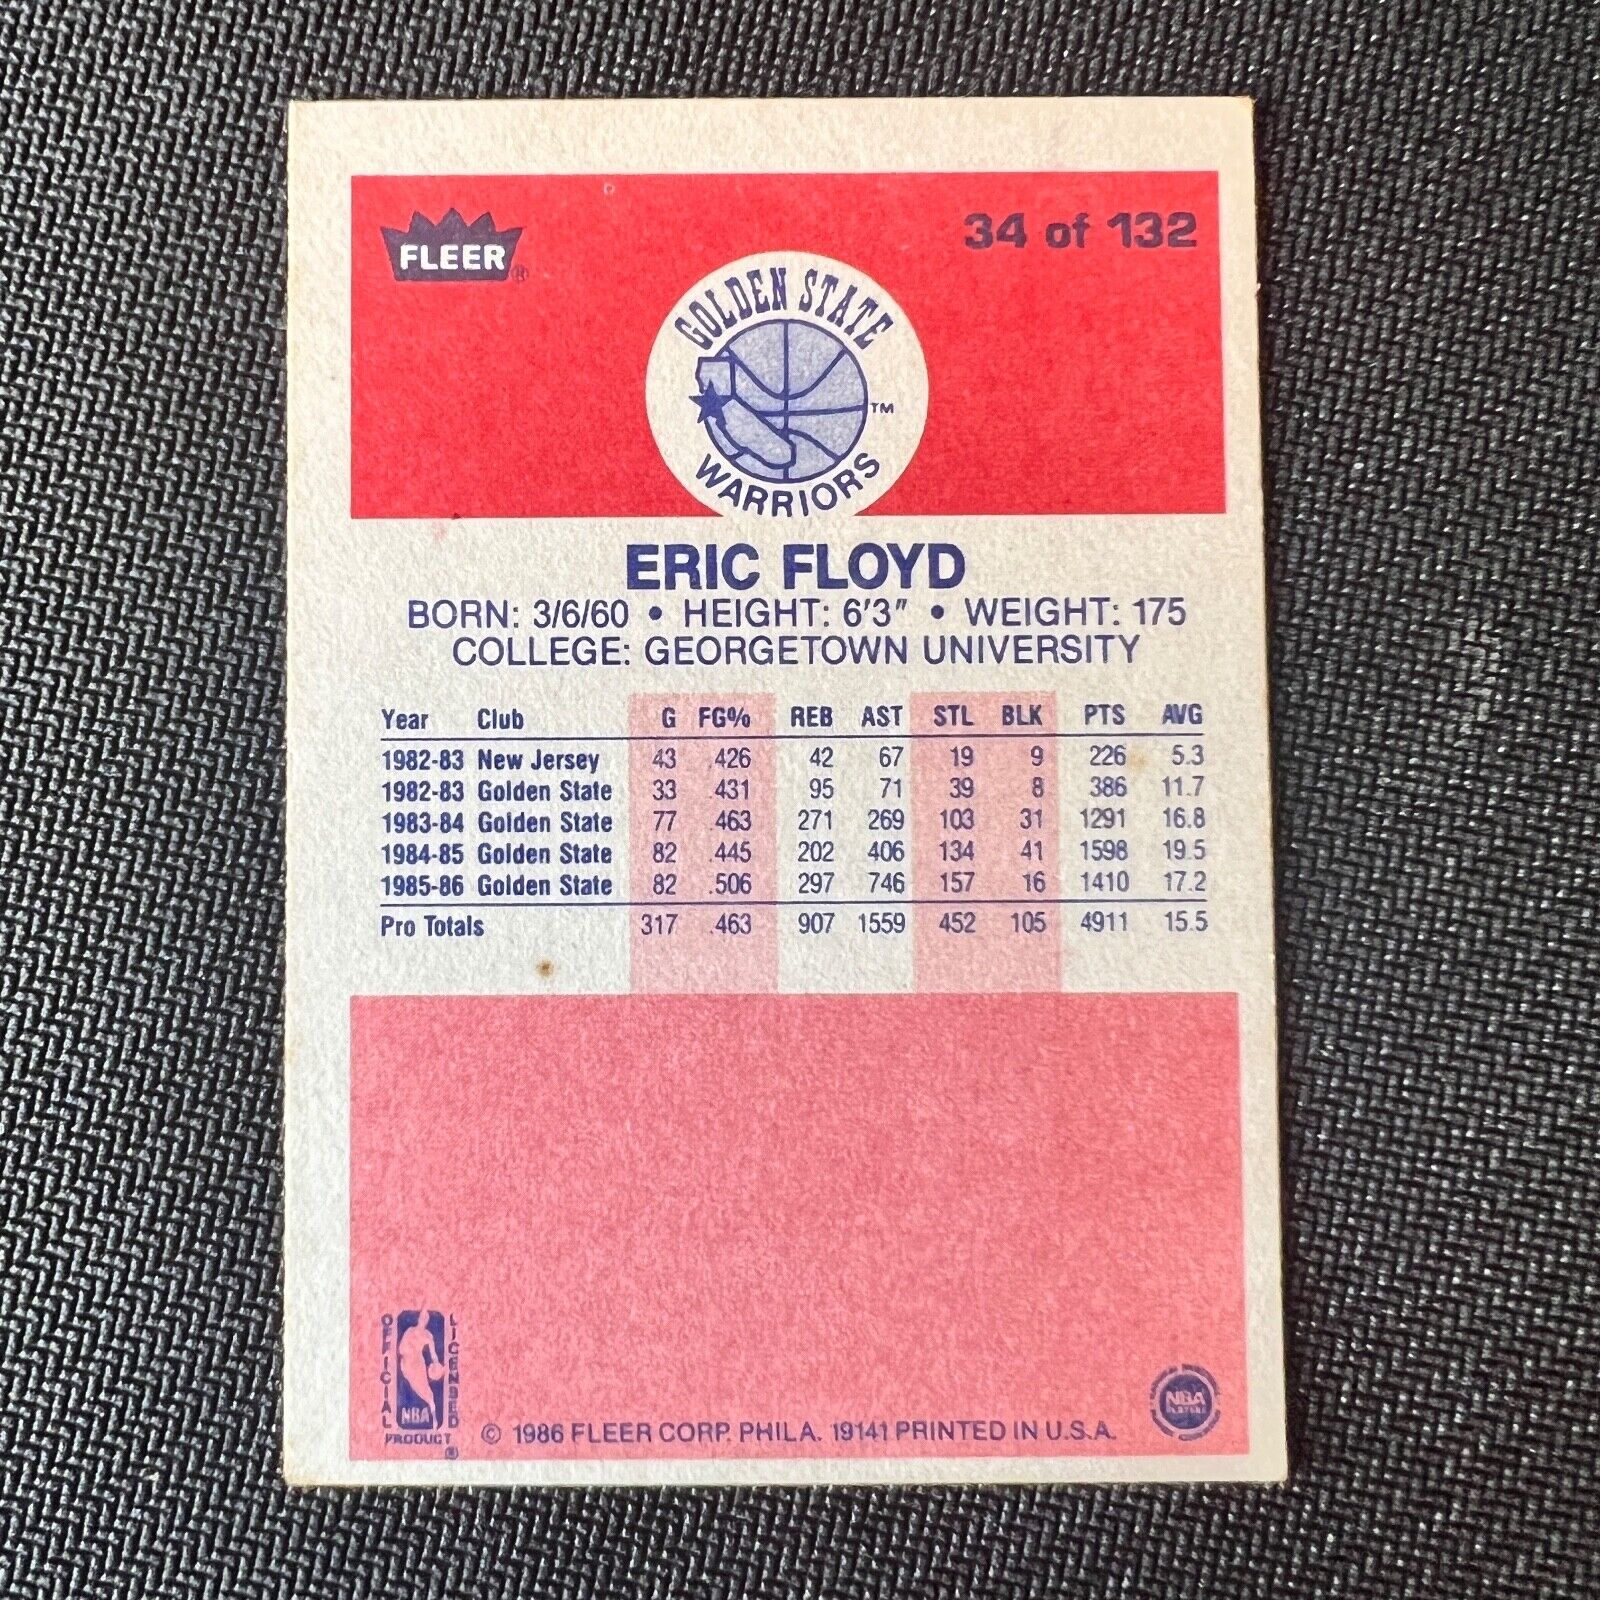 FLEER®
34 of 132
GOLDEN STATE
WARRIORS
TM
ERIC FLOYD
BORN: 3/6/60 • HEIGHT: 6'3" • WEIGHT: 175
COLLEGE: GEORGETOWN UNIVERSITY
Year Club G FG% REB AST STL BLK PTS AVG
1982-83 New Jersey 43 .426 42 67 19 9 226 5.3
1982-83 Golden State 33 .431 95 71 39 8 386 11.7
1983-84 Golden State 77 .463 271 269 103 31 1291 16.8
1984-85 Golden State 82 .445 202 406 134 41 1598 19.5
1985-86 Golden State 82 .506 297 746 157 16 1410 17.2
Pro Totals 317 .463 907 1559 452 105 4911 15.5
OFFICIAL
LICENSED
NBA
PRODUCT®
© 1986 FLEER CORP. PHILA. 19141 PRINTED IN U.S.A.
NBA
PLAYERS